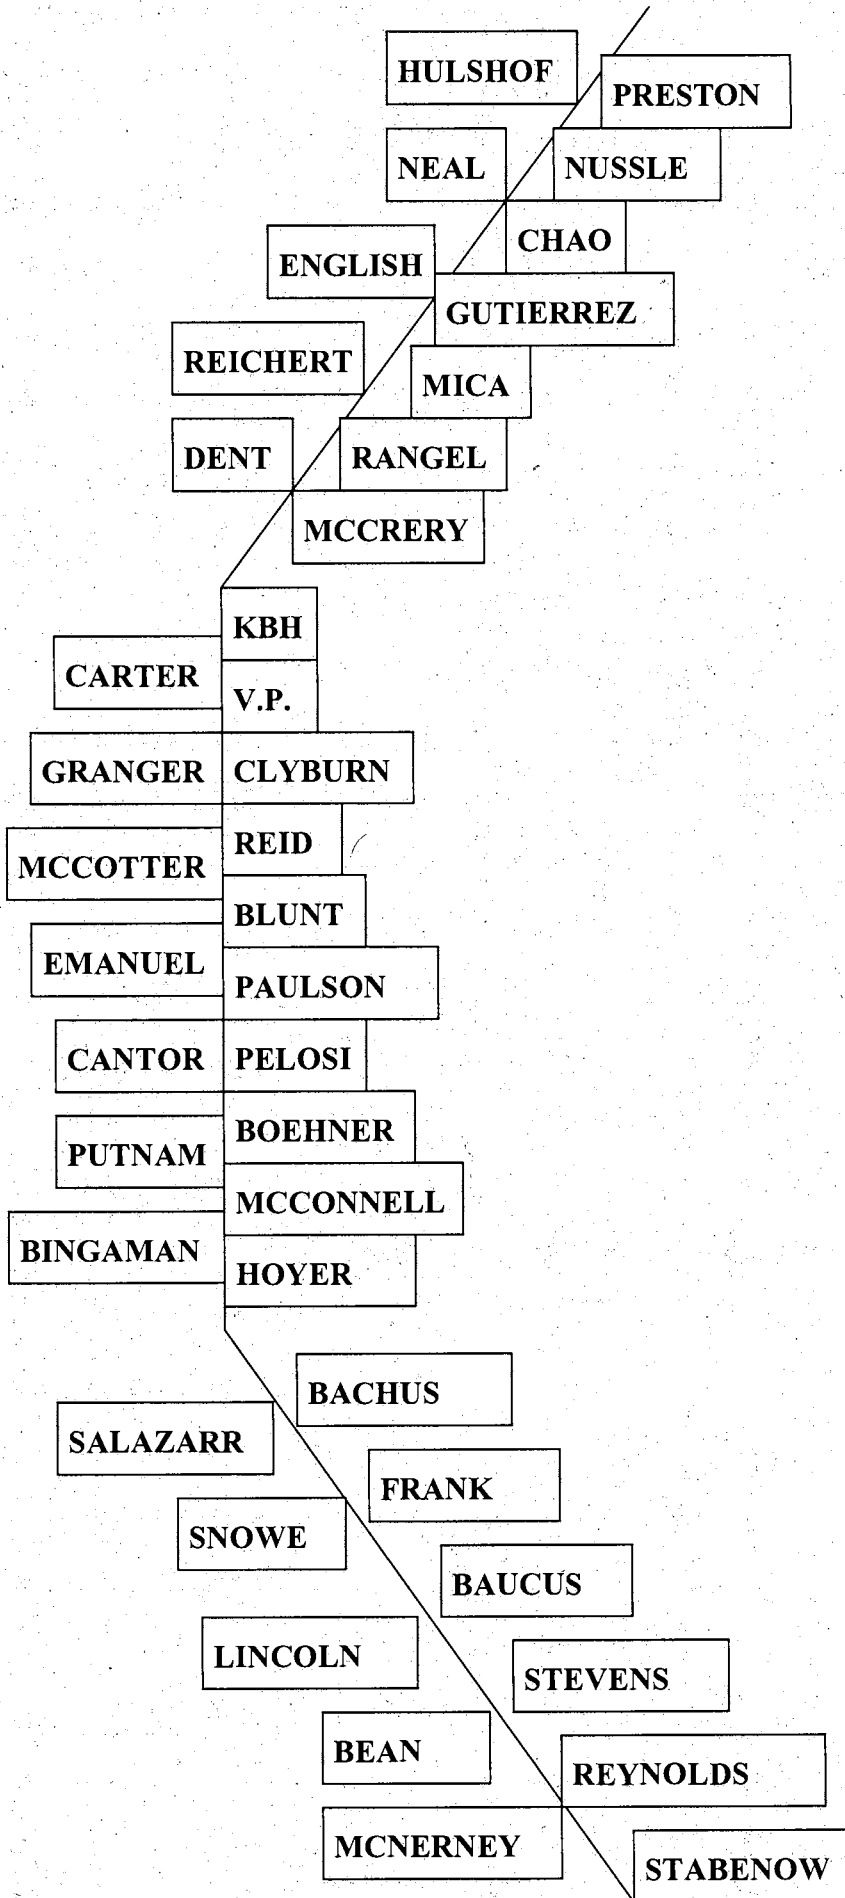 HULSHOF
PRESTON
NEAL
NUSSLE
CHAO
ENGLISH
GUTIERREZ
REICHERT
MICA
DENT
RANGEL
MCCRERY
KBH
CARTER
V.P.
GRANGER
CLYBURN
REID
MCCOTTER
BLUNT
EMANUEL
PAULSON
CANTOR
PELOSI
BOEHNER
PUTNAM
MCCONNELL
BINGAMAN
HOYER
BACHUS
SALAZARR
FRANK
SNOWE
BAUCUS
LINCOLN
STEVENS
BEAN
REYNOLDS
MCNERNEY
STABENOW